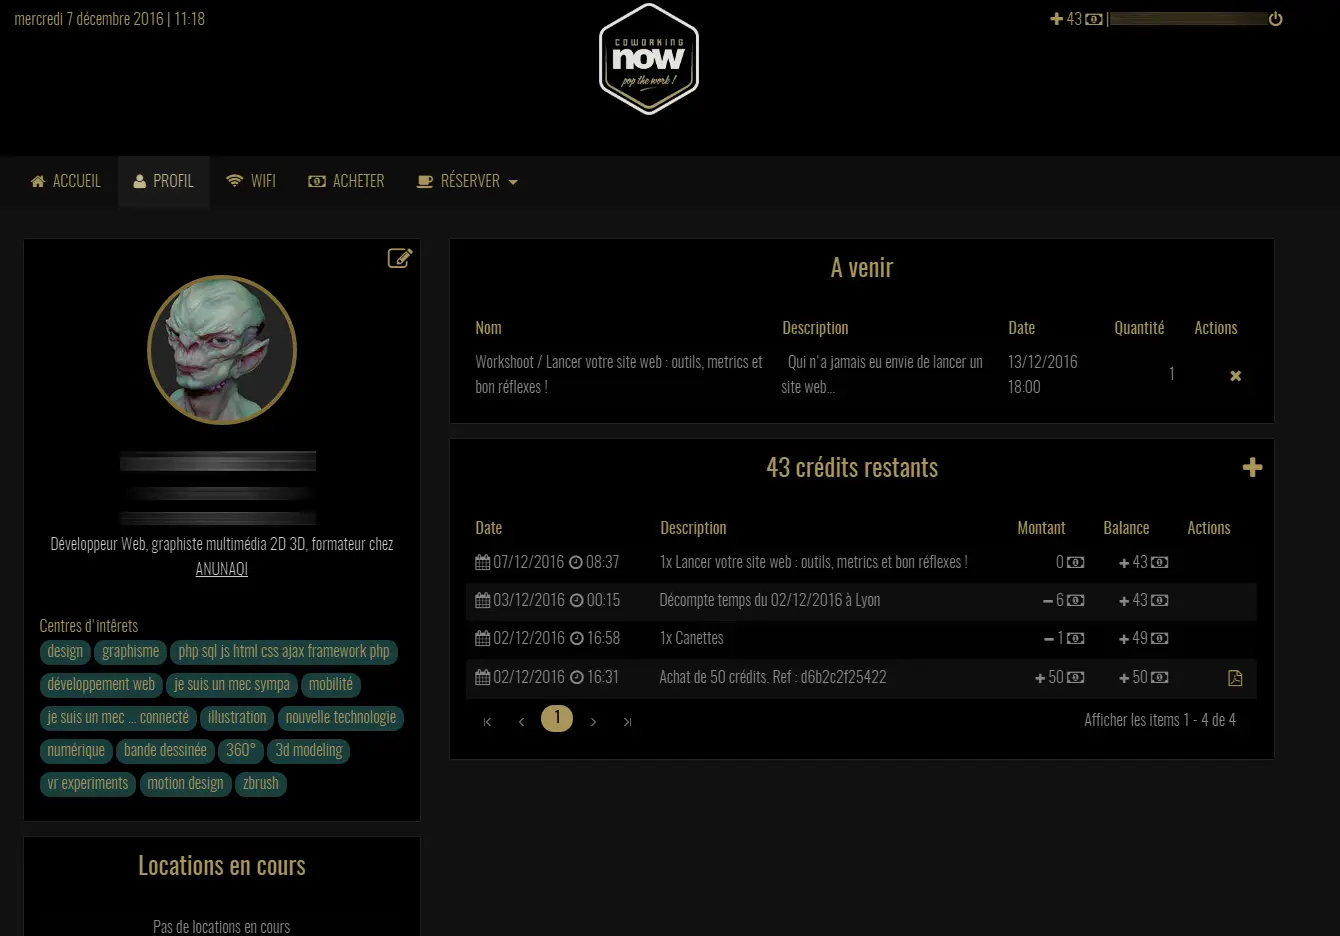 mercredi 7 décembre 2016 | 11:18
43 |
COWORKING
now
pop the work !
ACCUEIL PROFIL WIFI ACHETER RÉSERVER
Développeur Web, graphiste multimédia 2D 3D, formateur chez
ANUNAQI
Centres d'intêrets
design graphisme php sql js html css ajax framework php
développement web je suis un mec sympa mobilité
je suis un mec ... connecté illustration nouvelle technologie
numérique bande dessinée 360° 3d modeling
vr experiments motion design zbrush
Locations en cours
Pas de locations en cours
A venir
Nom Description Date Quantité Actions
Workshoot / Lancer votre site web : outils, metrics et Qui n'a jamais eu envie de lancer un 13/12/2016 1
bon réflexes ! site web... 18:00
43 crédits restants
Date Description Montant Balance Actions
07/12/2016 08:37 1x Lancer votre site web : outils, metrics et bon réflexes ! 0 +43
03/12/2016 00:15 Décompte temps du 02/12/2016 à Lyon -6 +43
02/12/2016 16:58 1x Canettes -1 +49
02/12/2016 16:31 Achat de 50 crédits. Ref : d6b2c2f25422 +50 +50
1 Afficher les items 1 - 4 de 4